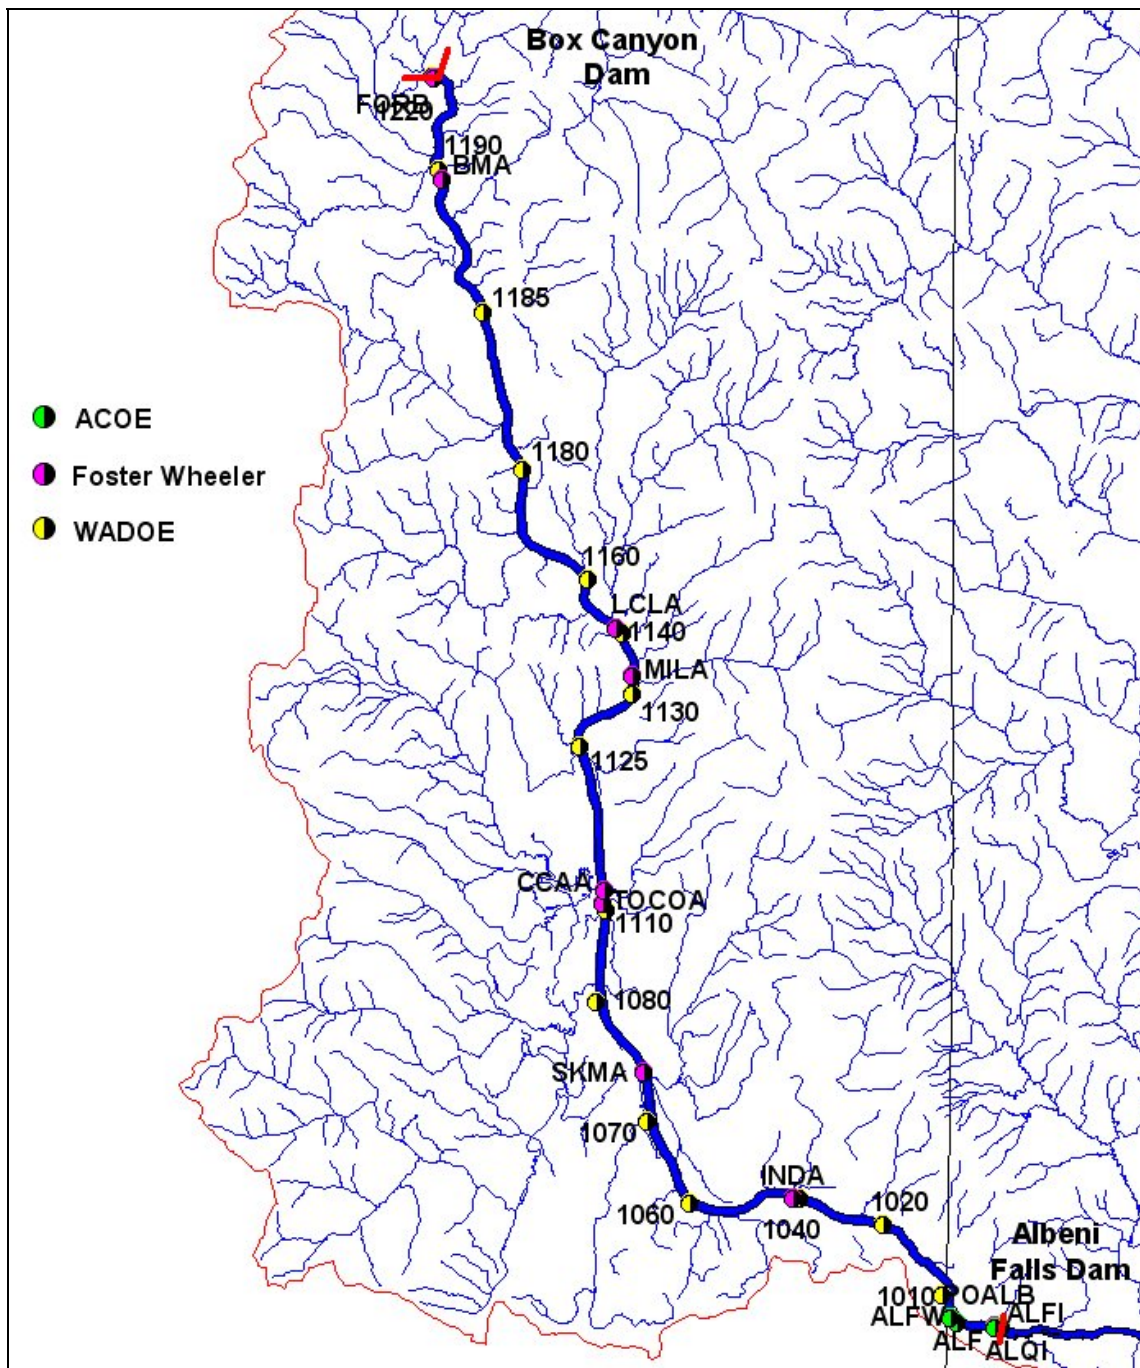 Box Canyon
Dam
FORB
1220
1190
BMA
1185
ACOE
1180
Foster Wheeler
WADOE
1160
LCLA
1140
MILA
1130
1125
CCAA
TOCOA
1110
1080
SKMA
1070
INDA
1060
1040
1020
Albeni
Falls Dam
1010
POALB
ALFW
ALFI
ALF
ALQI